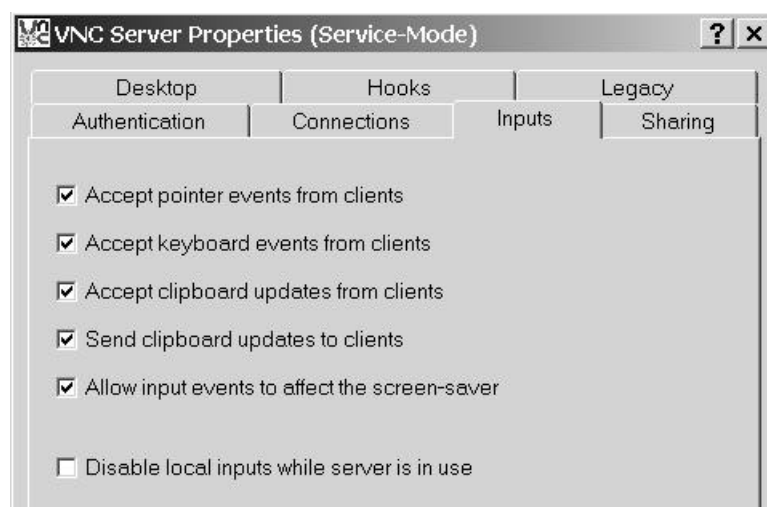 VNC Server Properties (Service-Mode) ? ×
Desktop Hooks Legacy
Authentication Connections Inputs Sharing
Accept pointer events from clients
Accept keyboard events from clients
Accept clipboard updates from clients
Send clipboard updates to clients
Allow input events to affect the screen-saver
Disable local inputs while server is in use